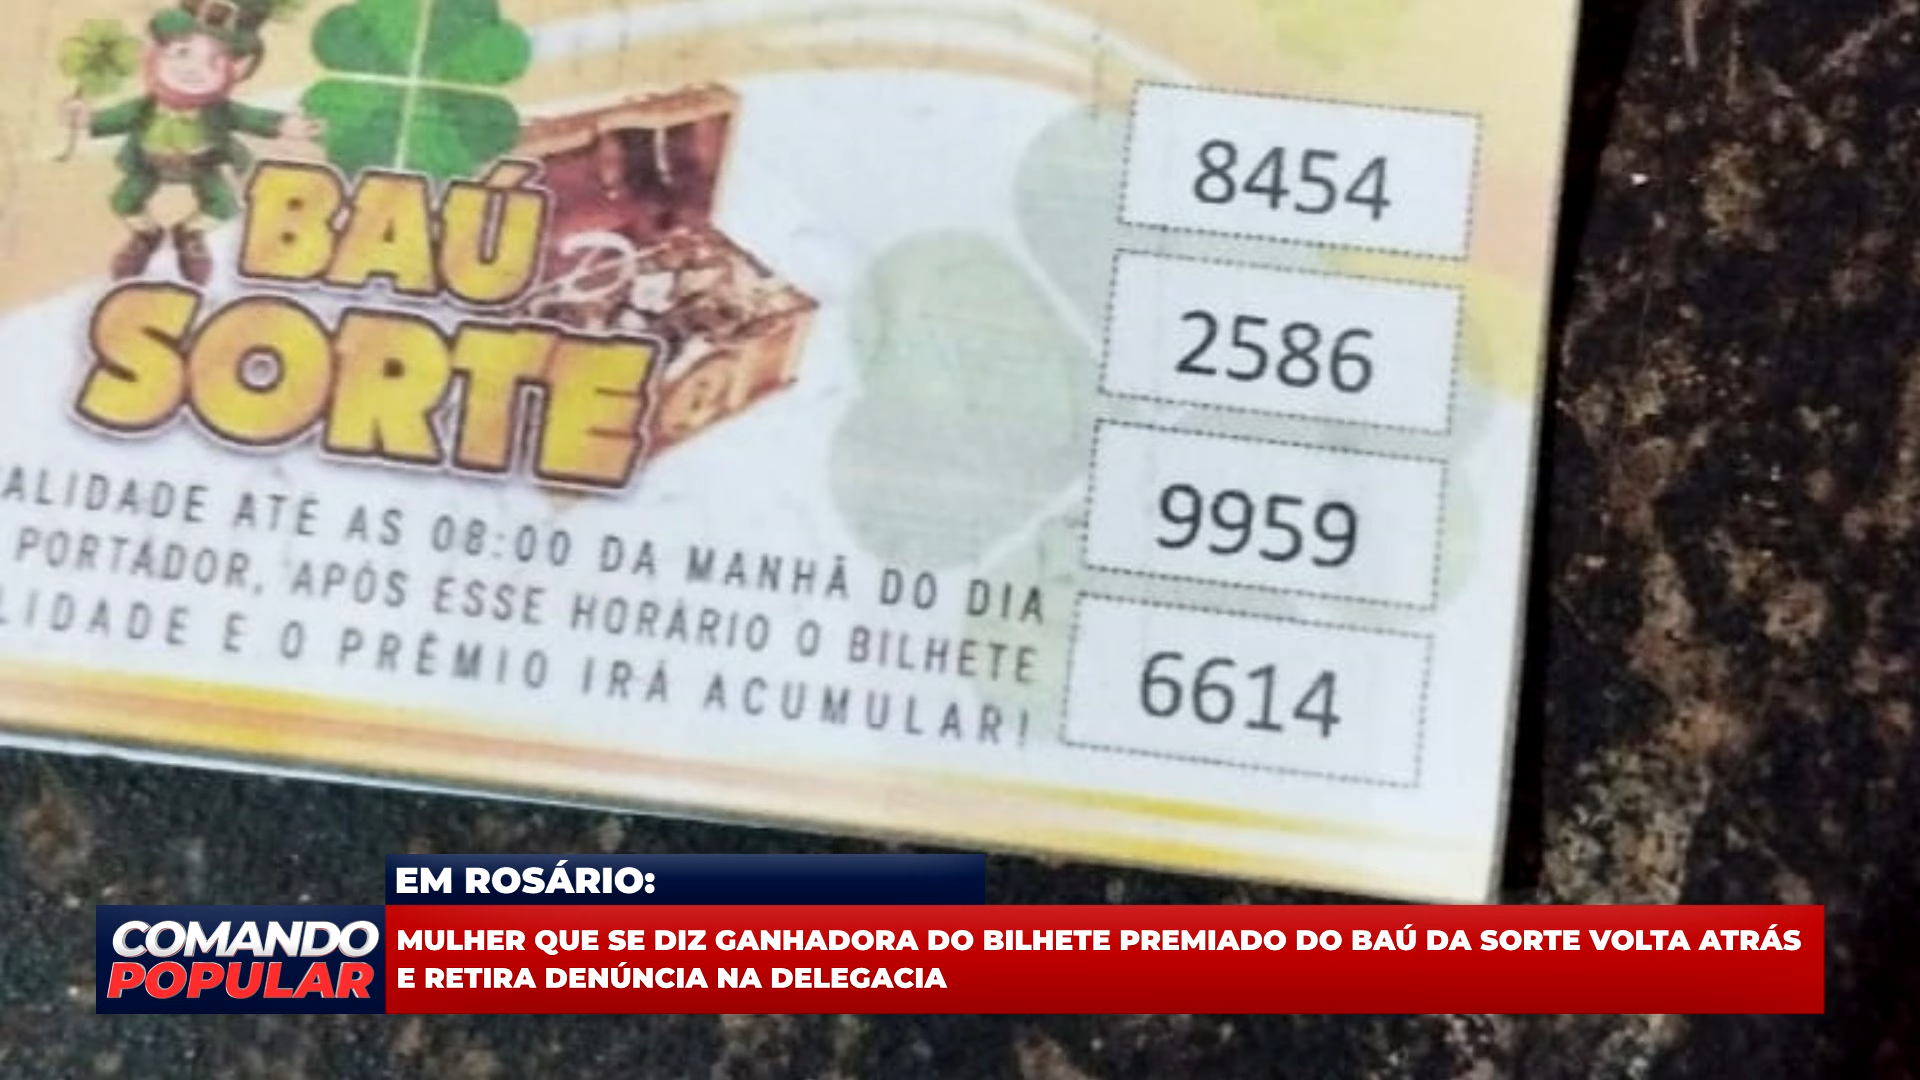 BAÚ
Da
SORTE
8454
2586
9959
6614
ALIDADE ATÉ AS 08:00 DA MANHÃ DO DIA
PORTADOR, APÓS ESSE HORÁRIO O BILHETE
LIDADE E O PRÊMIO IRÁ ACUMULAR!
EM ROSÁRIO:
COMANDO
POPULAR
MULHER QUE SE DIZ GANHADORA DO BILHETE PREMIADO DO BAÚ DA SORTE VOLTA ATRÁS
E RETIRA DENÚNCIA NA DELEGACIA